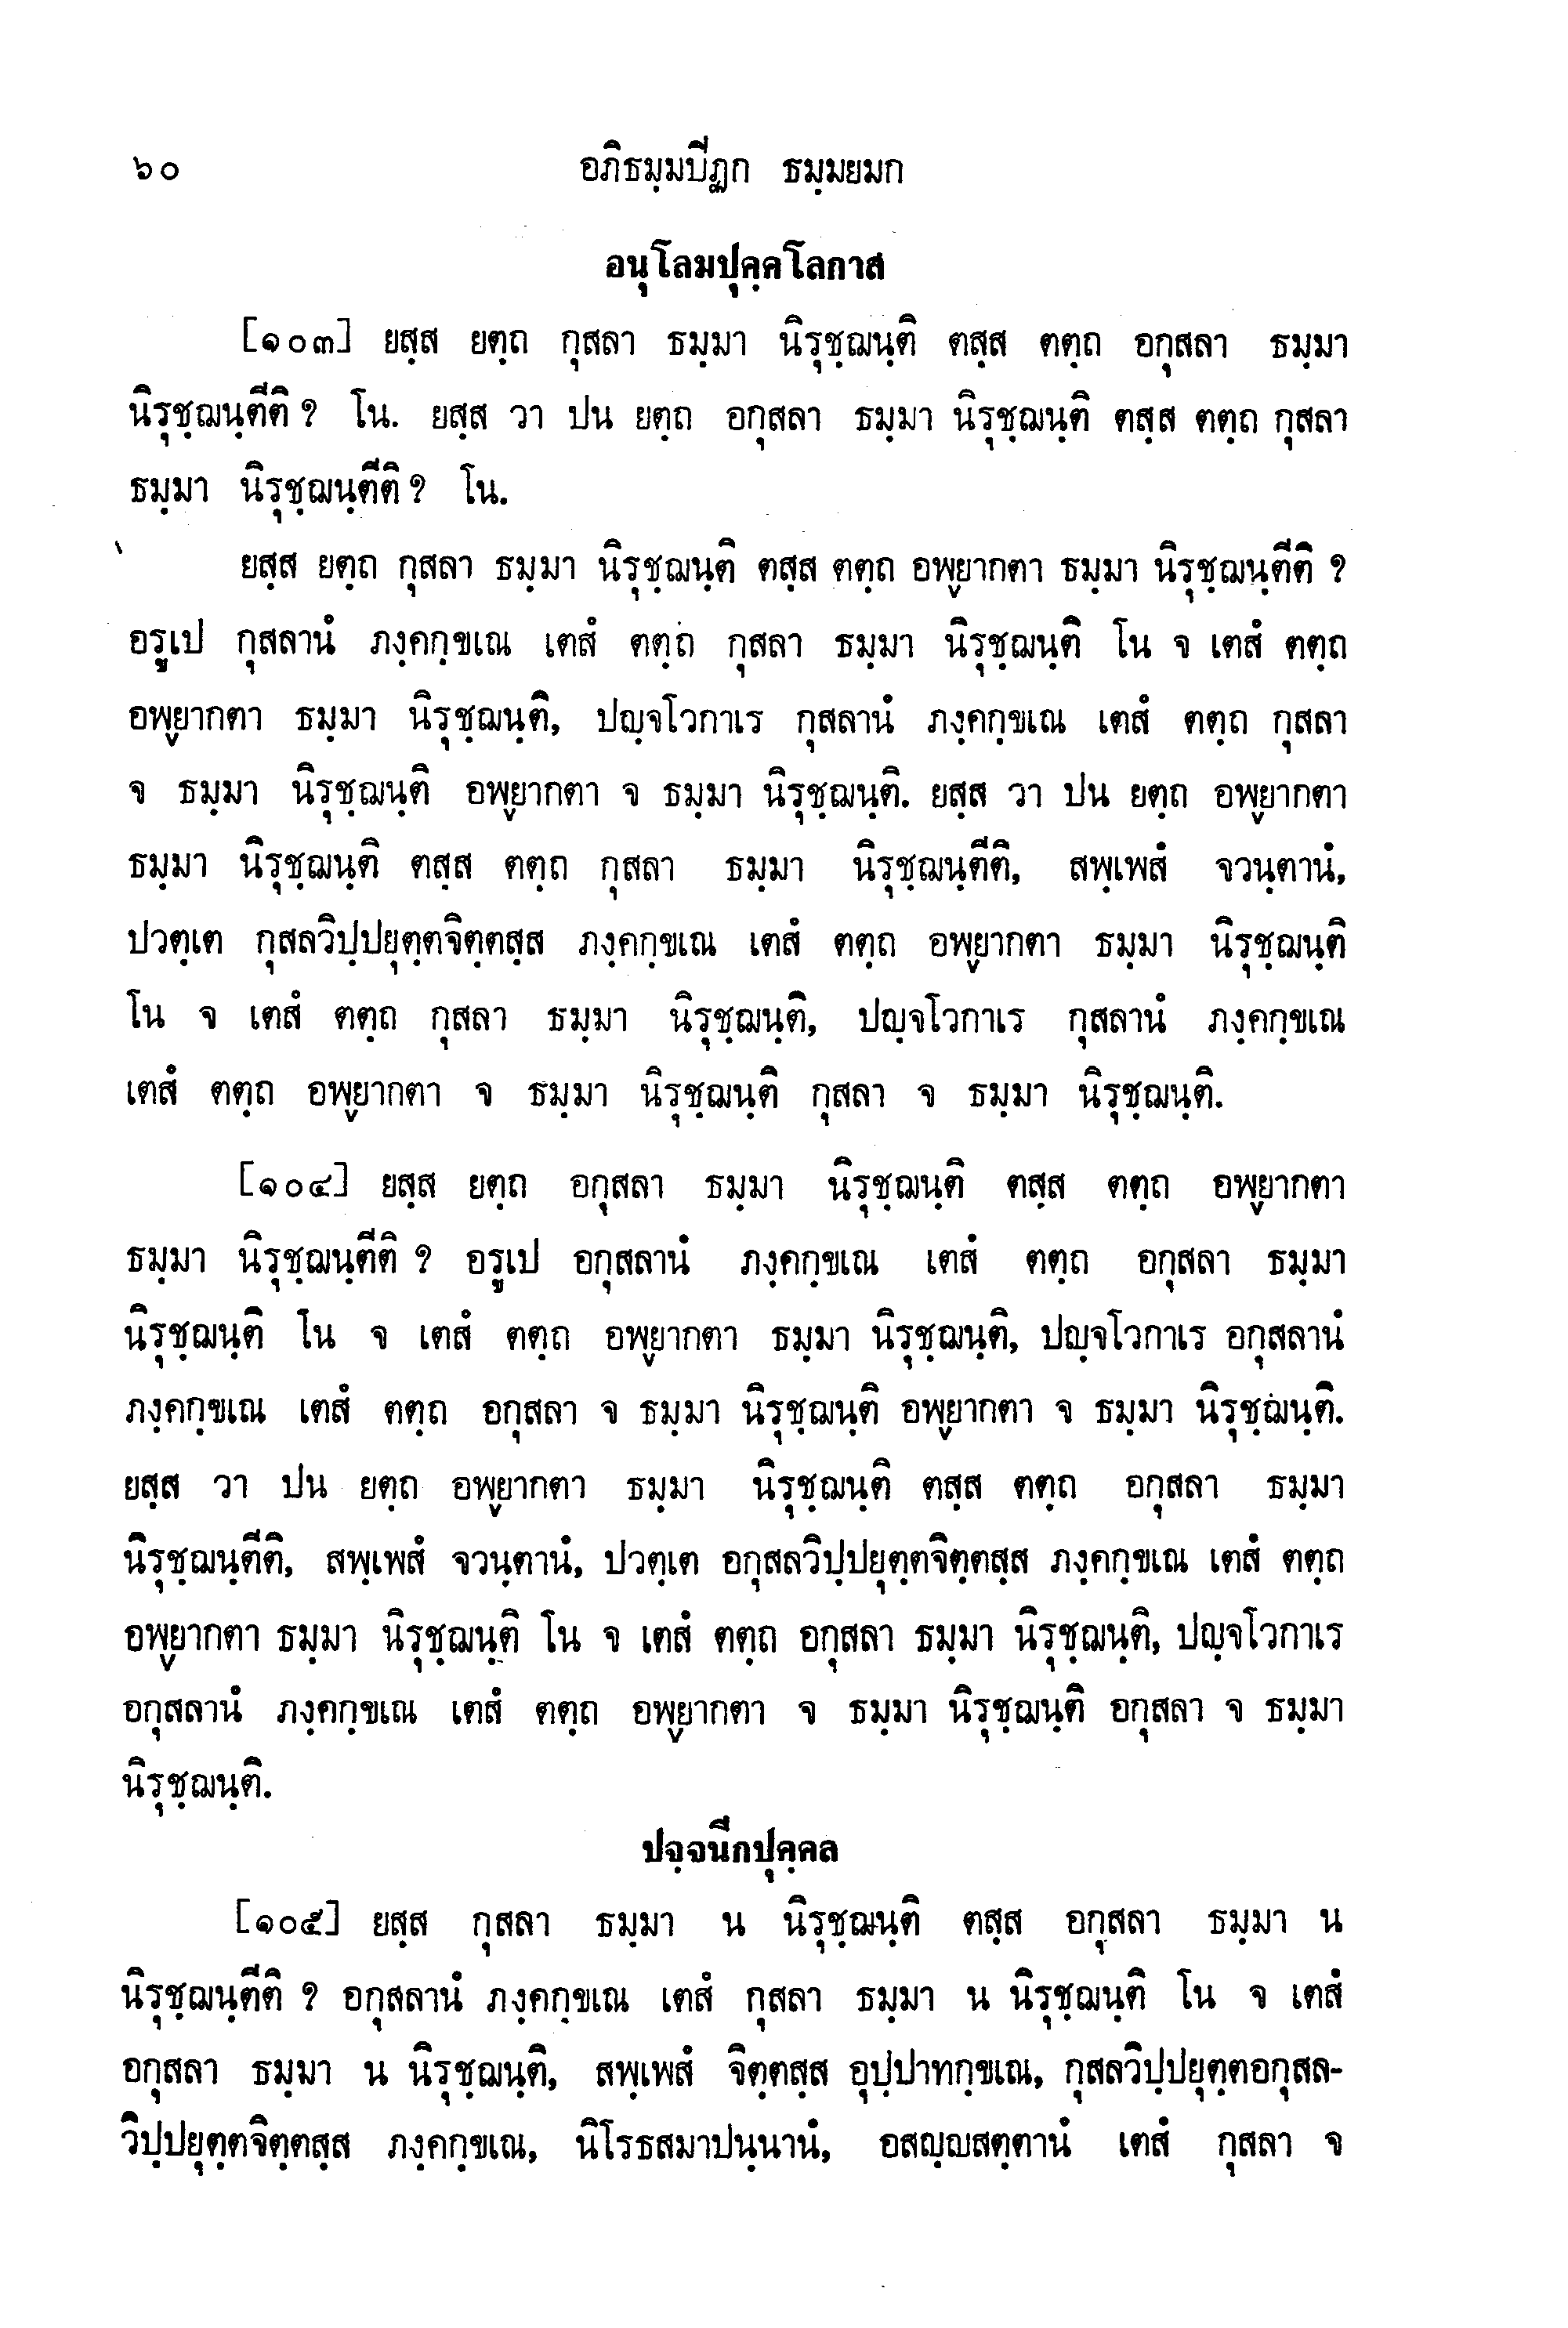 ๖๐ อภิธมฺมปีฏก ธมฺมยมก
อนุโลมปุคฺคโลกาส
[๑๐๓] ยสฺส ยตฺถ กุสลา ธมฺมา นิรุชฺฌนฺติ ตสฺส ตตฺถ อกุสลา ธมฺมา
นิรุชฺฌนฺตีติ ? โน. ยสฺส วา ปน ยตฺถ อกุสลา ธมฺมา นิรุชฺฌนฺติ ตสฺส ตตฺถ กุสลา
ธมฺมา นิรุชฺฌนฺตีติ ? โน.
ยสฺส ยตฺถ กุสลา ธมฺมา นิรุชฺฌนฺติ ตสฺส ตตฺถ อพฺยากตา ธมฺมา นิรุชฺฌนฺตีติ ?
อรูเป กุสลานํ ภงฺคกฺขเณ เตสํ ตตฺถ กุสลา ธมฺมา นิรุชฺฌนฺติ โน จ เตสํ ตตฺถ
อพฺยากตา ธมฺมา นิรุชฺฌนฺติ, ปญฺจโวกาเร กุสลานํ ภงฺคกฺขเณ เตสํ ตตฺถ กุสลา
จ ธมฺมา นิรุชฺฌนฺติ อพฺยากตา จ ธมฺมา นิรุชฺฌนฺติ. ยสฺส วา ปน ยตฺถ อพฺยากตา
ธมฺมา นิรุชฺฌนฺติ ตสฺส ตตฺถ กุสลา ธมฺมา นิรุชฺฌนฺตีติ, สพฺเพสํ จวนฺตานํ,
ปวตฺเต กุสลวิปฺปยุตฺตจิตฺตสฺส ภงฺคกฺขเณ เตสํ ตตฺถ อพฺยากตา ธมฺมา นิรุชฺฌนฺติ
โน จ เตสํ ตตฺถ กุสลา ธมฺมา นิรุชฺฌนฺติ, ปญฺจโวกาเร กุสลานํ ภงฺคกฺขเณ
เตสํ ตตฺถ อพฺยากตา จ ธมฺมา นิรุชฺฌนฺติ กุสลา จ ธมฺมา นิรุชฺฌนฺติ.
[๑๐๔] ยสฺส ยตฺถ อกุสลา ธมฺมา นิรุชฺฌนฺติ ตสฺส ตตฺถ อพฺยากตา
ธมฺมา นิรุชฺฌนฺตีติ ? อรูเป อกุสลานํ ภงฺคกฺขเณ เตสํ ตตฺถ อกุสลา ธมฺมา
นิรุชฺฌนฺติ โน จ เตสํ ตตฺถ อพฺยากตา ธมฺมา นิรุชฺฌนฺติ, ปญฺจโวกาเร อกุสลานํ
ภงฺคกฺขเณ เตสํ ตตฺถ อกุสลา จ ธมฺมา นิรุชฺฌนฺติ อพฺยากตา จ ธมฺมา นิรุชฺฌนฺติ.
ยสฺส วา ปน ยตฺถ อพฺยากตา ธมฺมา นิรุชฺฌนฺติ ตสฺส ตตฺถ อกุสลา ธมฺมา
นิรุชฺฌนฺตีติ, สพฺเพสํ จวนฺตานํ, ปวตฺเต อกุสลวิปฺปยุตฺตจิตฺตสฺส ภงฺคกฺขเณ เตสํ ตตฺถ
อพฺยากตา ธมฺมา นิรุชฺฌนฺติ โน จ เตสํ ตตฺถ อกุสลา ธมฺมา นิรุชฺฌนฺติ, ปญฺจโวกาเร
อกุสลานํ ภงฺคกฺขเณ เตสํ ตตฺถ อพฺยากตา จ ธมฺมา นิรุชฺฌนฺติ อกุสลา จ ธมฺมา
นิรุชฺฌนฺติ.
ปจฺจนีกปุคฺคล
[๑๐๕] ยสฺส กุสลา ธมฺมา น นิรุชฺฌนฺติ ตสฺส อกุสลา ธมฺมา น
นิรุชฺฌนฺตีติ ? อกุสลานํ ภงฺคกฺขเณ เตสํ กุสลา ธมฺมา น นิรุชฺฌนฺติ โน จ เตสํ
อกุสลา ธมฺมา น นิรุชฺฌนฺติ, สพฺเพสํ จิตฺตสฺส อุปฺปาทกฺขเณ, กุสลวิปฺปยุตฺตอกุสล-
วิปฺปยุตฺตจิตฺตสฺส ภงฺคกฺขเณ, นิโรธสมาปนฺนานํ, อสญฺญสตฺตานํ เตสํ กุสลา จ